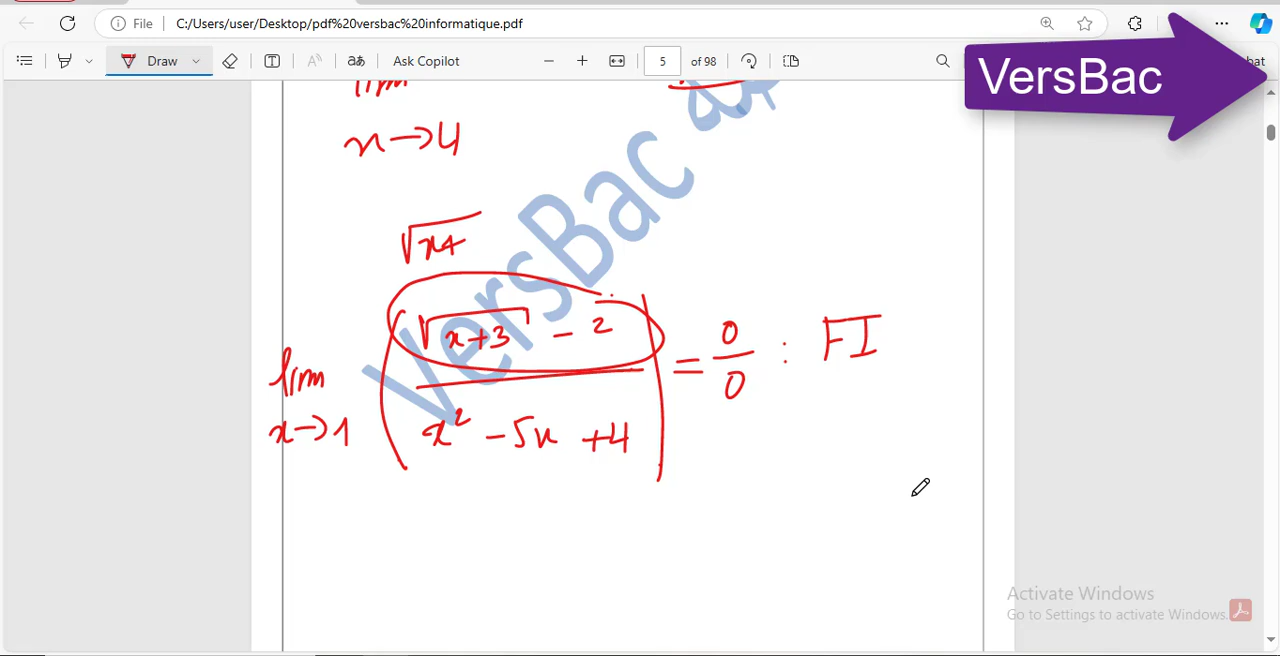 File C:/Users/user/Desktop/pdf%20versbac%20informatique.pdf
Draw Ask Copilot 5 of 98
VersBac
lim
x→4
VersBac
√x+
√x+3 - 2
lim x→1 ( ) = 0/0 : FI
x² - 5x + 4
Activate Windows
Go to Settings to activate Windows.